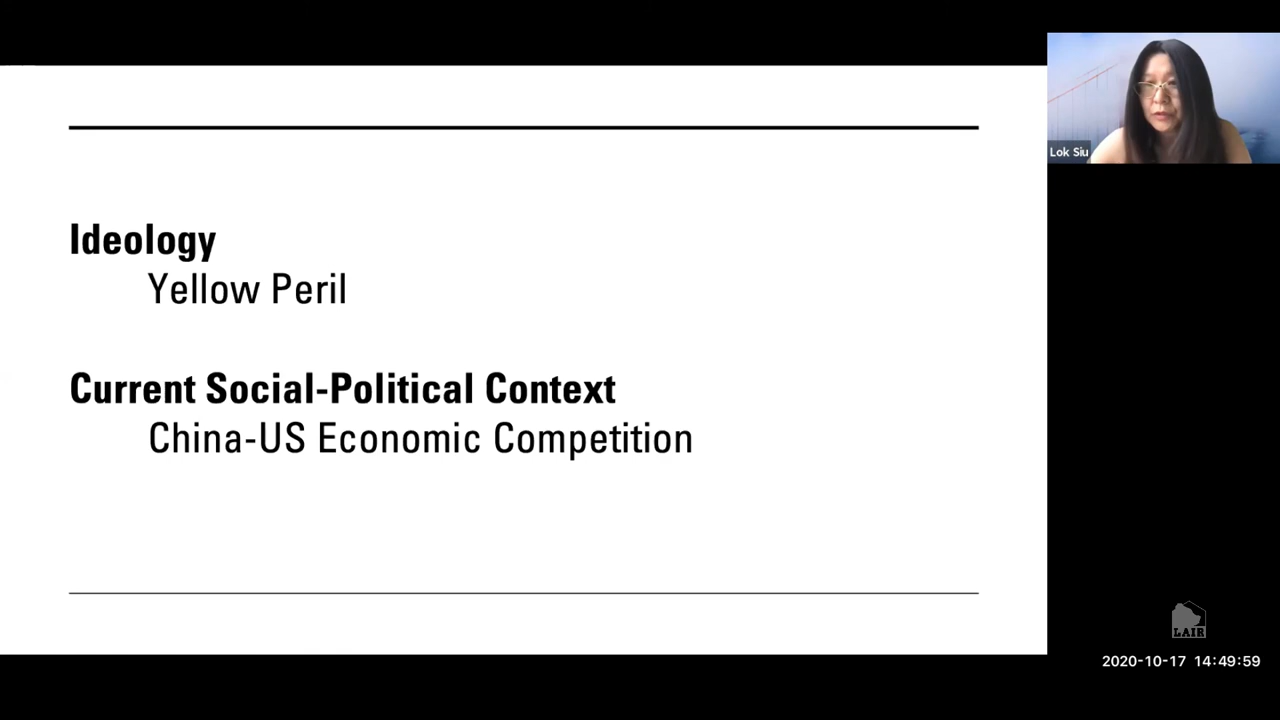 Ideology
Yellow Peril
Current Social-Political Context
China-US Economic Competition
Lok Siu
LAIR
2020-10-17 14:49:59